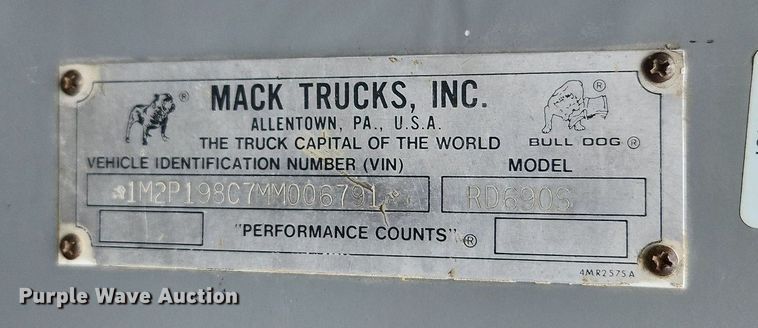 MACK TRUCKS, INC.
ALLENTOWN, PA., U.S.A.
THE TRUCK CAPITAL OF THE WORLD
BULL DOG ®
VEHICLE IDENTIFICATION NUMBER (VIN) MODEL
1M2P198C7MM006791 RD690S
"PERFORMANCE COUNTS" ®
4MR2575A
Purple Wave Auction